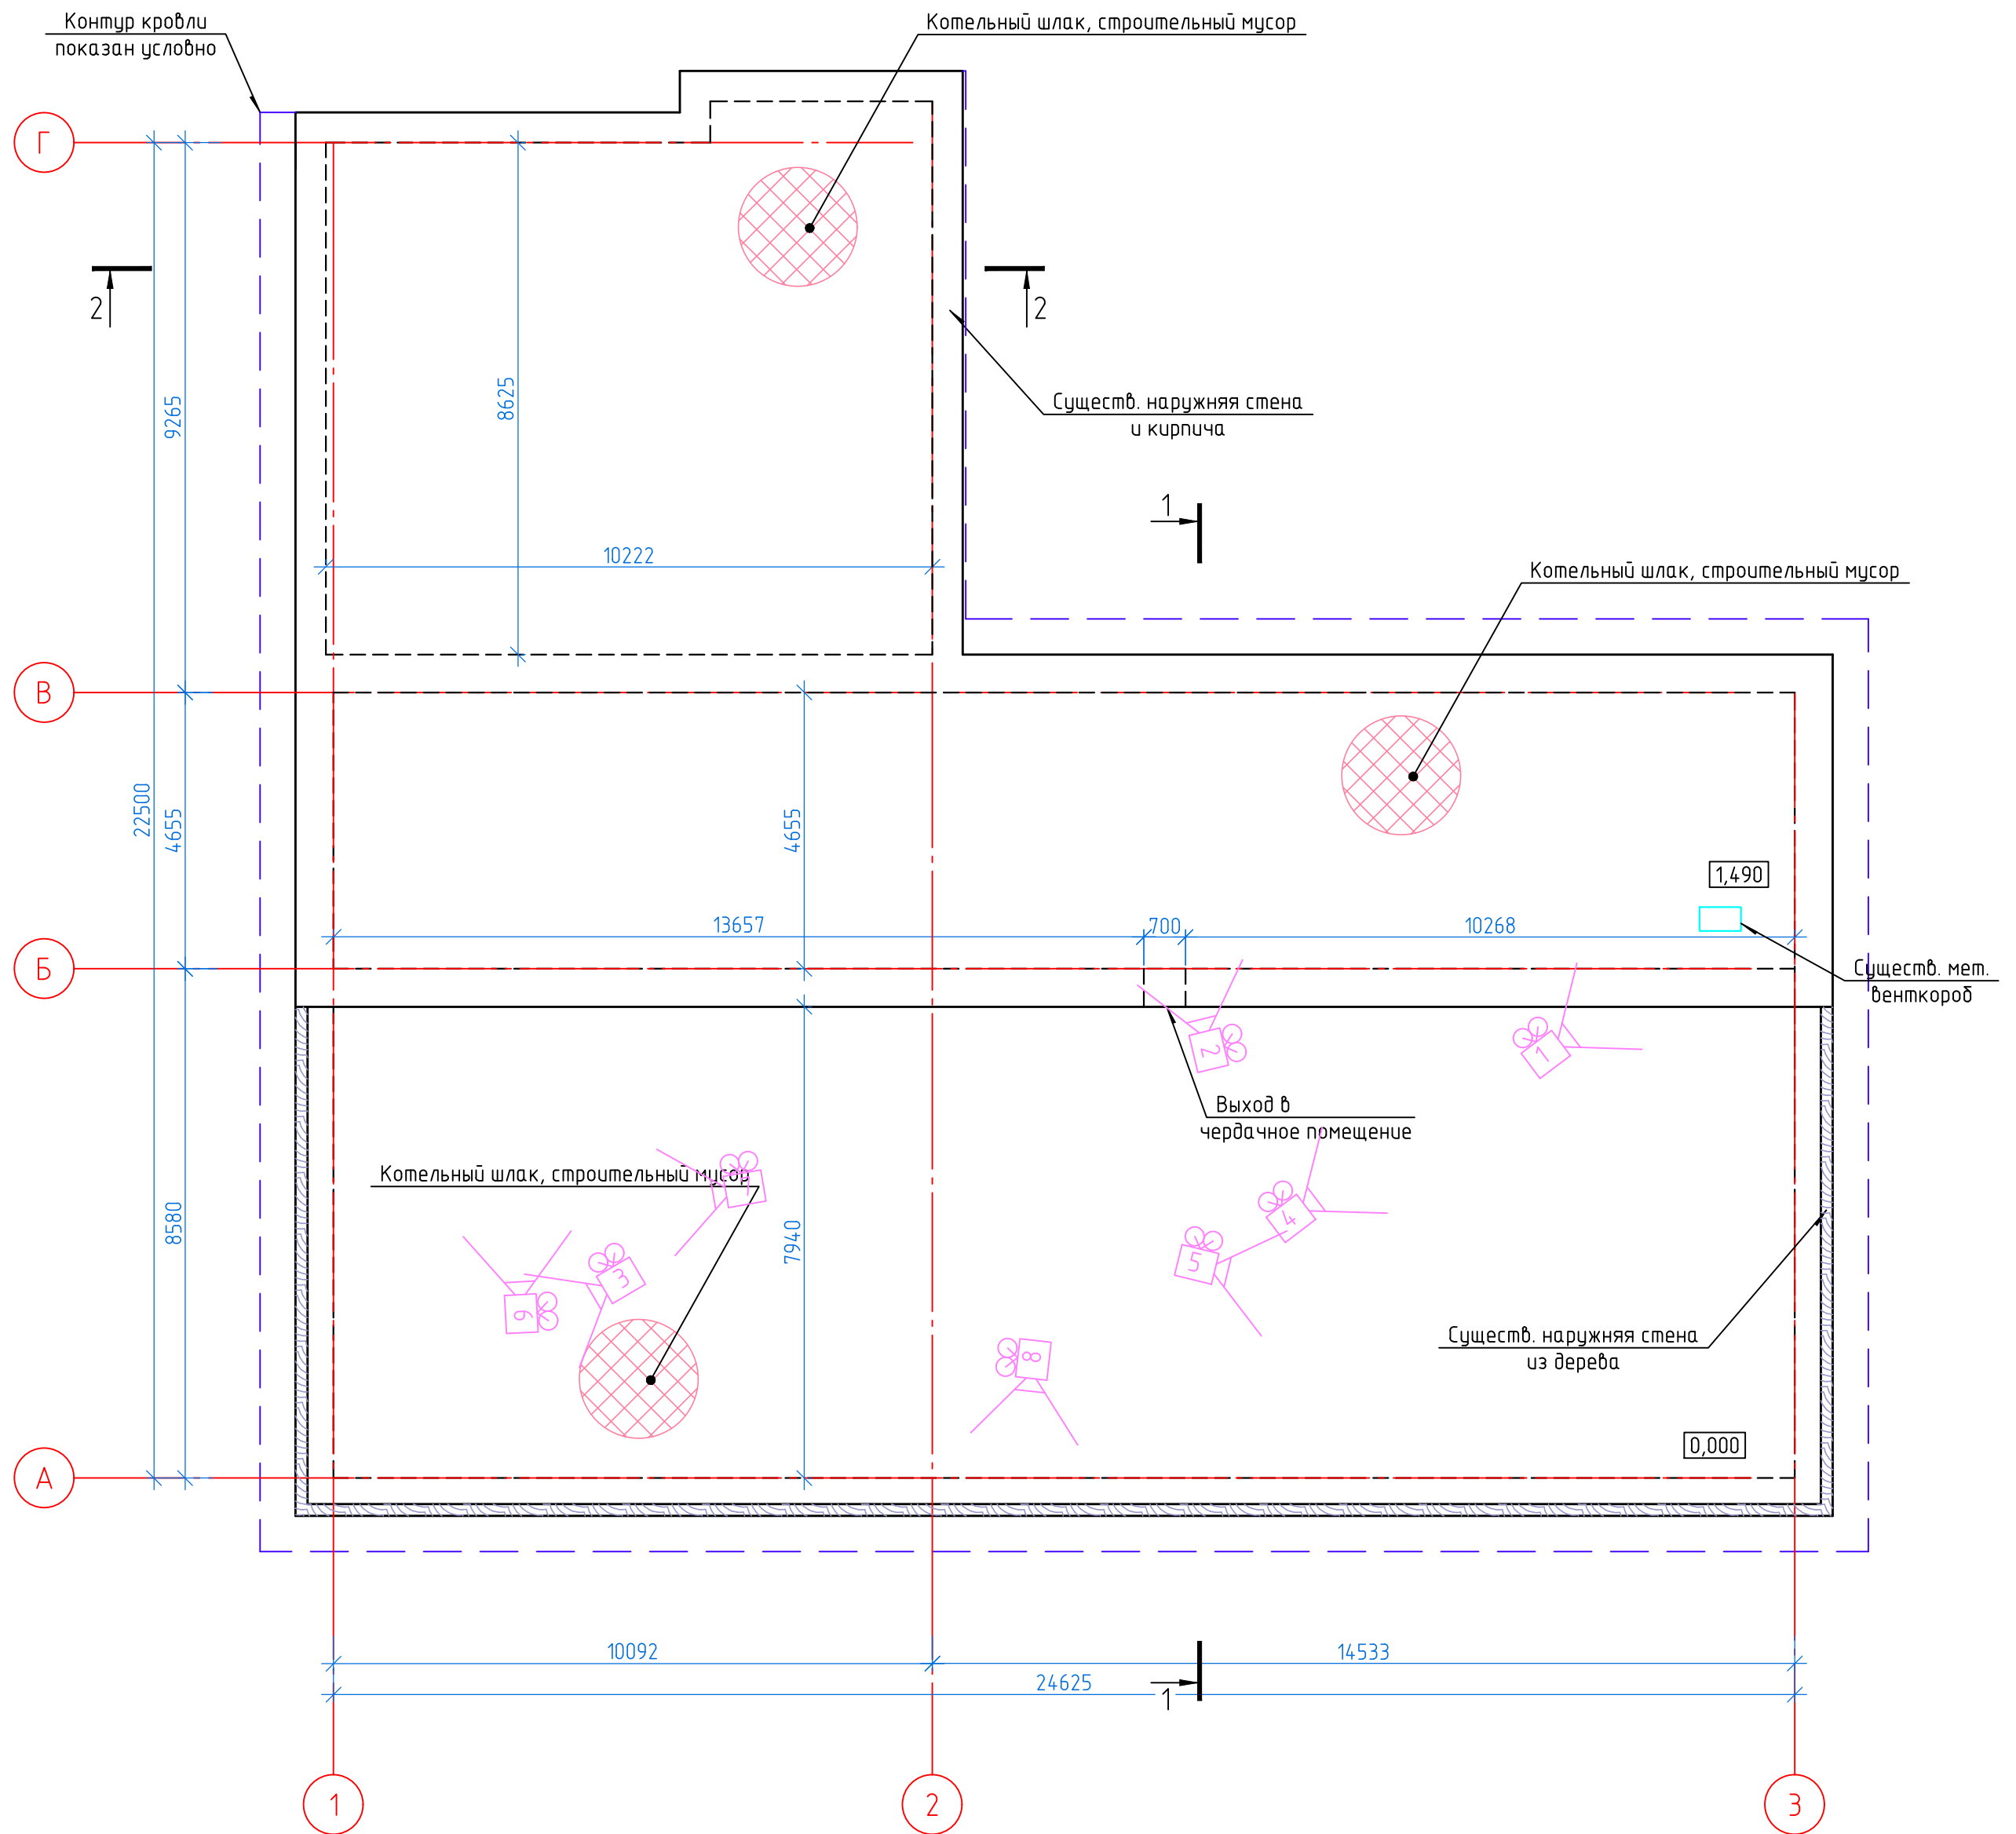 Контур кровли
показан условно
Котельный шлак, строительный мусор
Г
2
2
9265
8625
Существ. наружняя стена
и кирпича
1
10222
Котельный шлак, строительный мусор
В
22500
4655
4655
1,490
13657
700
10268
Б
Существ. мет.
венткороб
2
1
Выход в
чердачное помещение
Котельный шлак, строительный мусор
7
8580
7940
4
5
3
6
8
Существ. наружняя стена
из дерева
0,000
А
10092
14533
24625
1
1
2
3